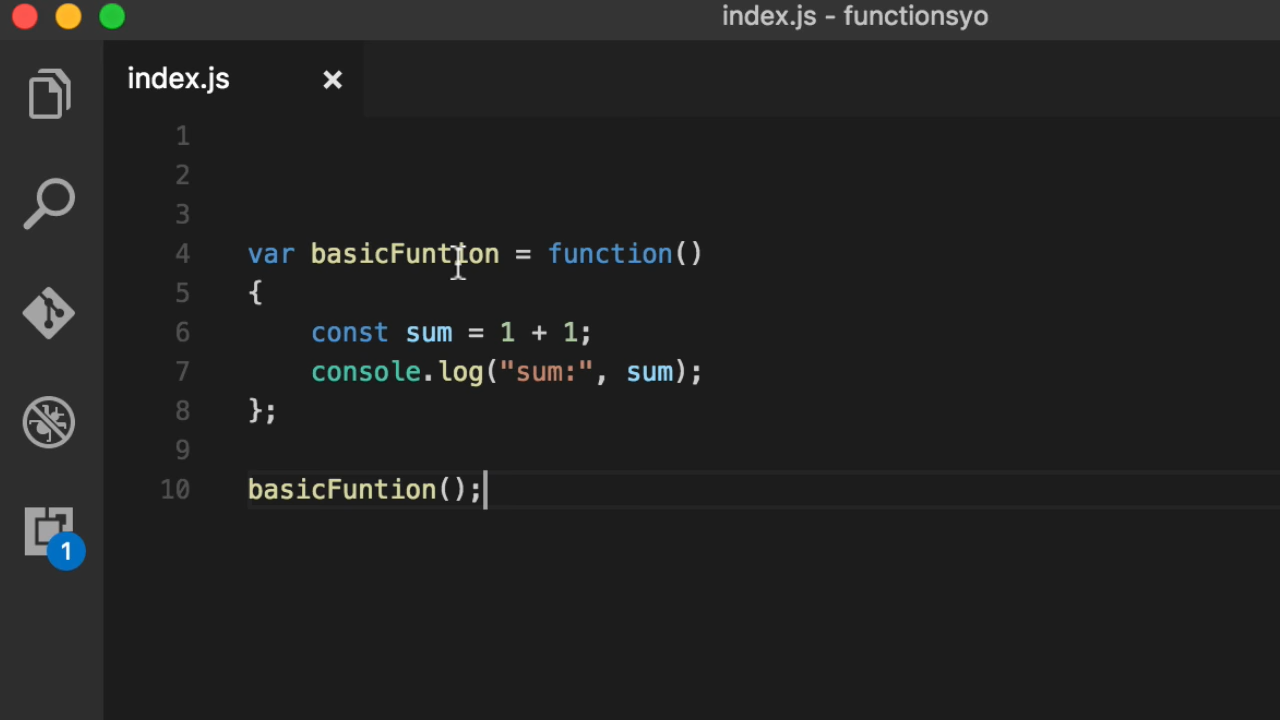 index.js - functionsyo
index.js
1
2
3
4 var basicFuntion = function()
5 {
6 const sum = 1 + 1;
7 console.log("sum:", sum);
8 };
9
10 basicFuntion();
1